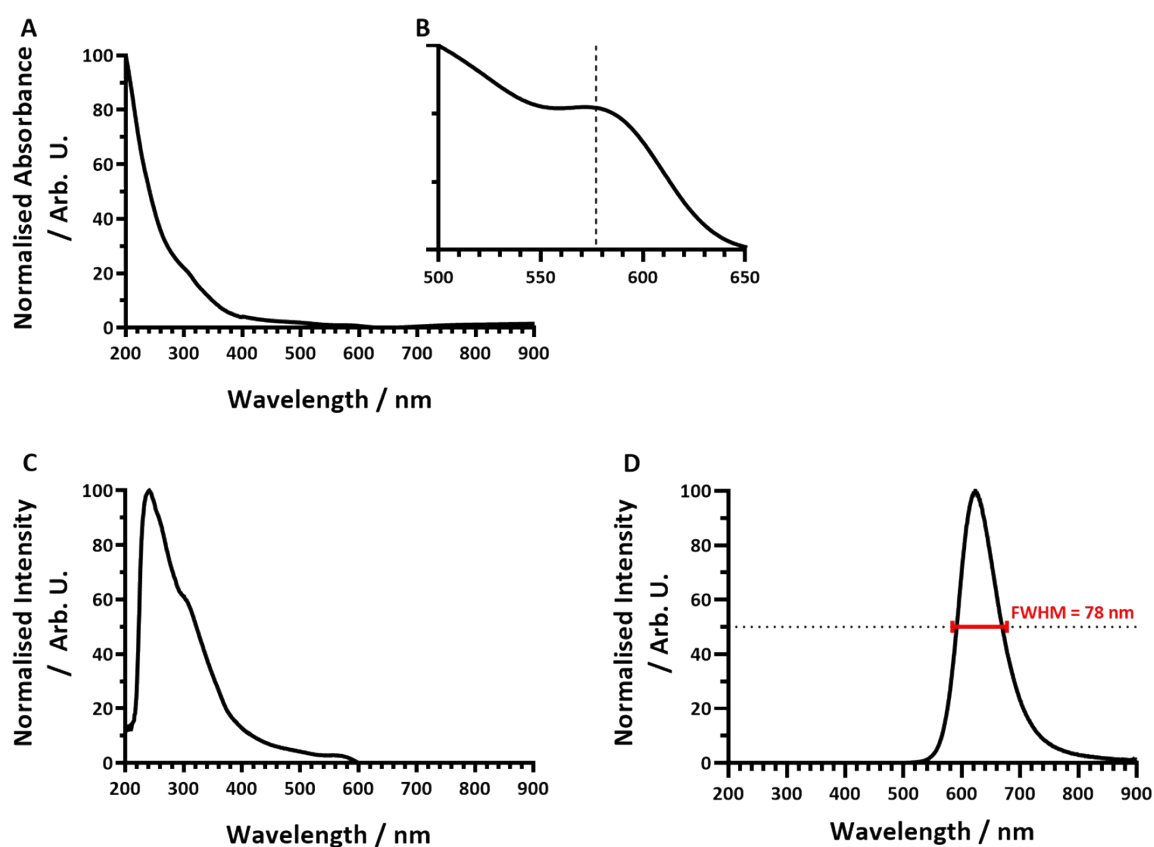 A
Normalised Absorbance
/ Arb. U.
100
80
60
40
20
0
200 300 400 500 600 700 800 900
Wavelength / nm
B
500 550 600 650
C
Normalised Intensity
/ Arb. U.
100
80
60
40
20
0
200 300 400 500 600 700 800 900
Wavelength / nm
D
Normalised Intensity
/ Arb. U.
100
80
60
40
20
0
FWHM = 78 nm
200 300 400 500 600 700 800 900
Wavelength / nm